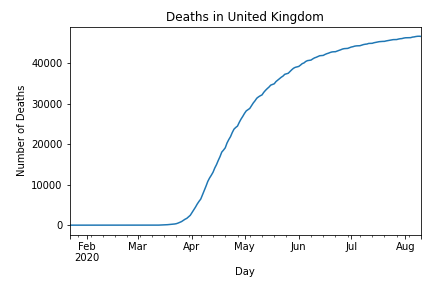 Deaths in United Kingdom
Number of Deaths
40000
30000
20000
10000
0
Feb Mar Apr May Jun Jul Aug
2020
Day